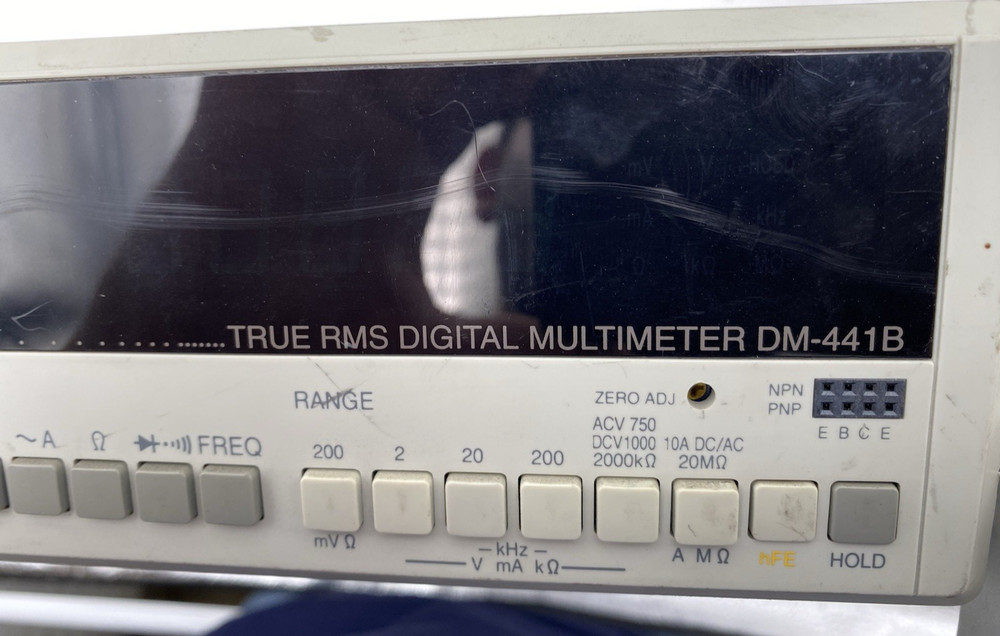 .......TRUE RMS DIGITAL MULTIMETER DM-441B
RANGE
ZERO ADJ
NPN
PNP
E B C E
ACV 750
DCV1000 10A DC/AC
2000kΩ 20MΩ
~A Ω FREQ
200 2 20 200
mV Ω
kHz
V mA kΩ
A MΩ
HOLD